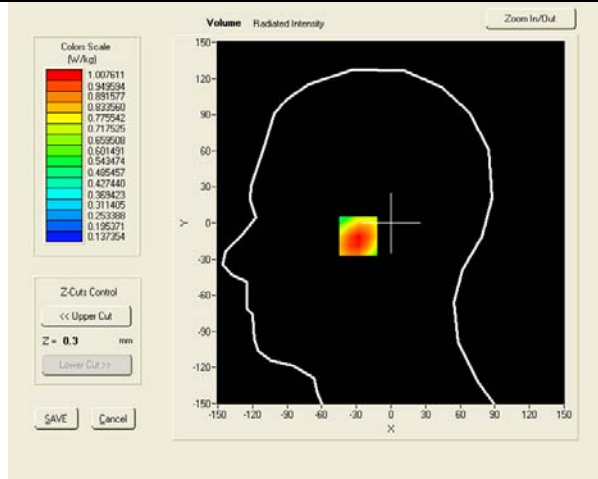 Volume Radiated Intensity
Zoom In/Out
Colors Scale
(W/kg)
1.007611
0.949594
0.891577
0.833560
0.775542
0.717525
0.659508
0.601491
0.543474
0.485457
0.427440
0.369423
0.311405
0.253388
0.195371
0.137354
Z-Cuts Control
<< Upper Cut
Z = 0.3 mm
Lower Cut >>
SAVE Cancel
150
120
90
60
30
0
-30
-60
-90
-120
-150
Y
-150 -120 -90 -60 -30 0 30 60 90 120 150
X